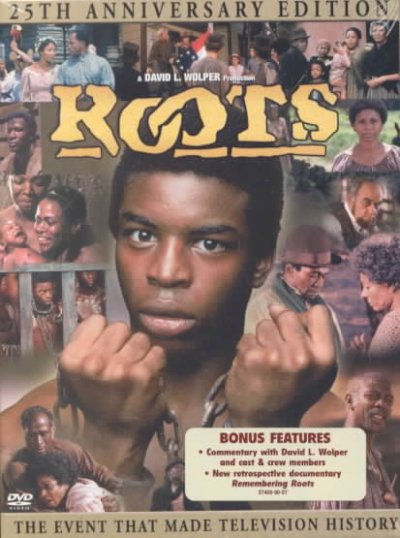 25TH ANNIVERSARY EDITION
A DAVID L. WOLPER Production
ROOTS
BONUS FEATURES
• Commentary with David L. Wolper
and cast & crew members
• New retrospective documentary
Remembering Roots
DVD
VIDEO
THE EVENT THAT MADE TELEVISION HISTORY